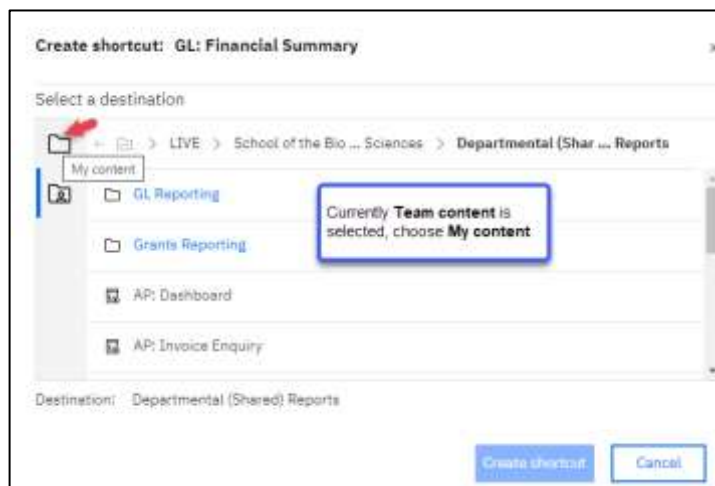 Create shortcut: GL: Financial Summary
Select a destination
LIVE > School of the Bio ... Sciences > Departmental (Shar ... Reports
My content
GL Reporting
Currently Team content is
selected, choose My content
Grants Reporting
AP: Dashboard
AP: Invoice Enquiry
Destination: Departmental (Shared) Reports
Create shortcut Cancel